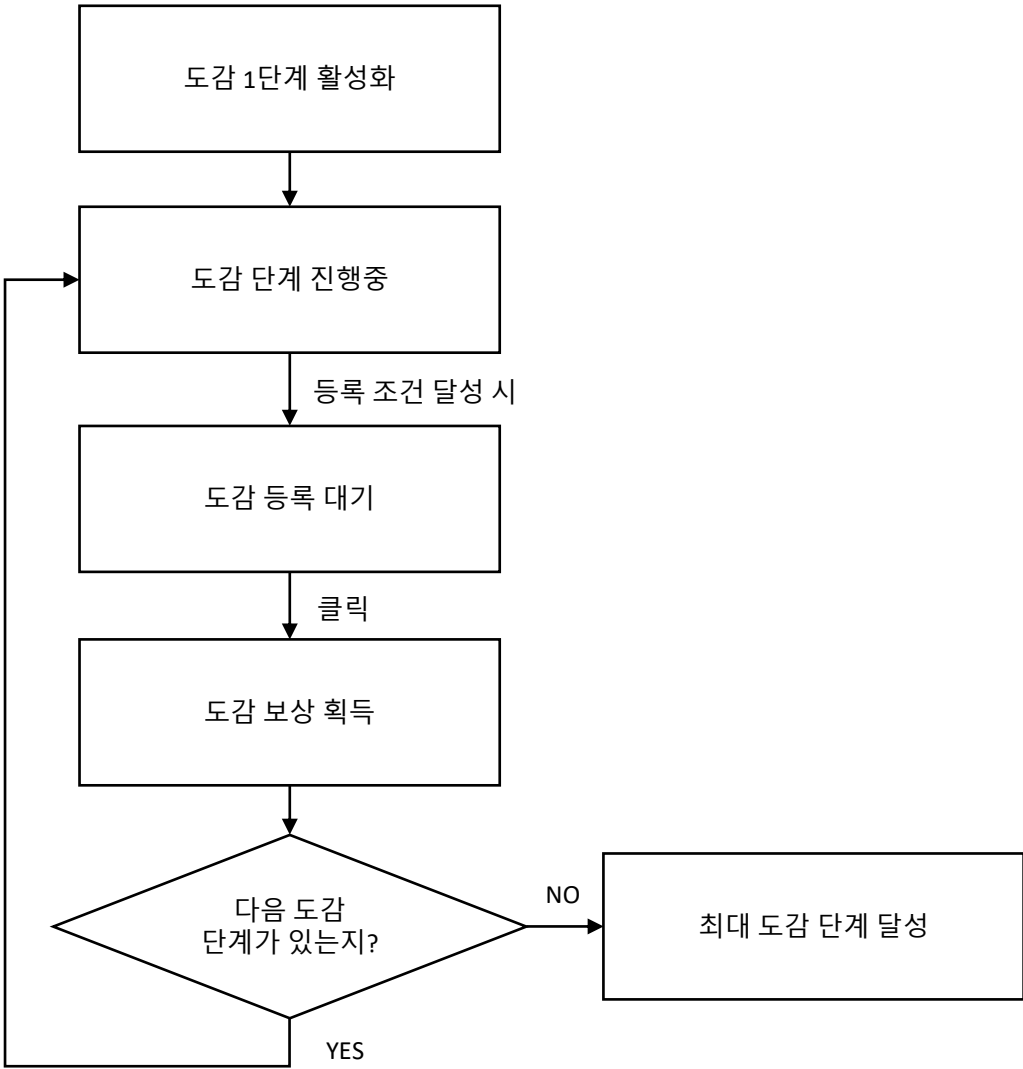 도감 1단계 활성화
도감 단계 진행중
등록 조건 달성 시
도감 등록 대기
클릭
도감 보상 획득
다음 도감
단계가 있는지?
NO
최대 도감 단계 달성
YES